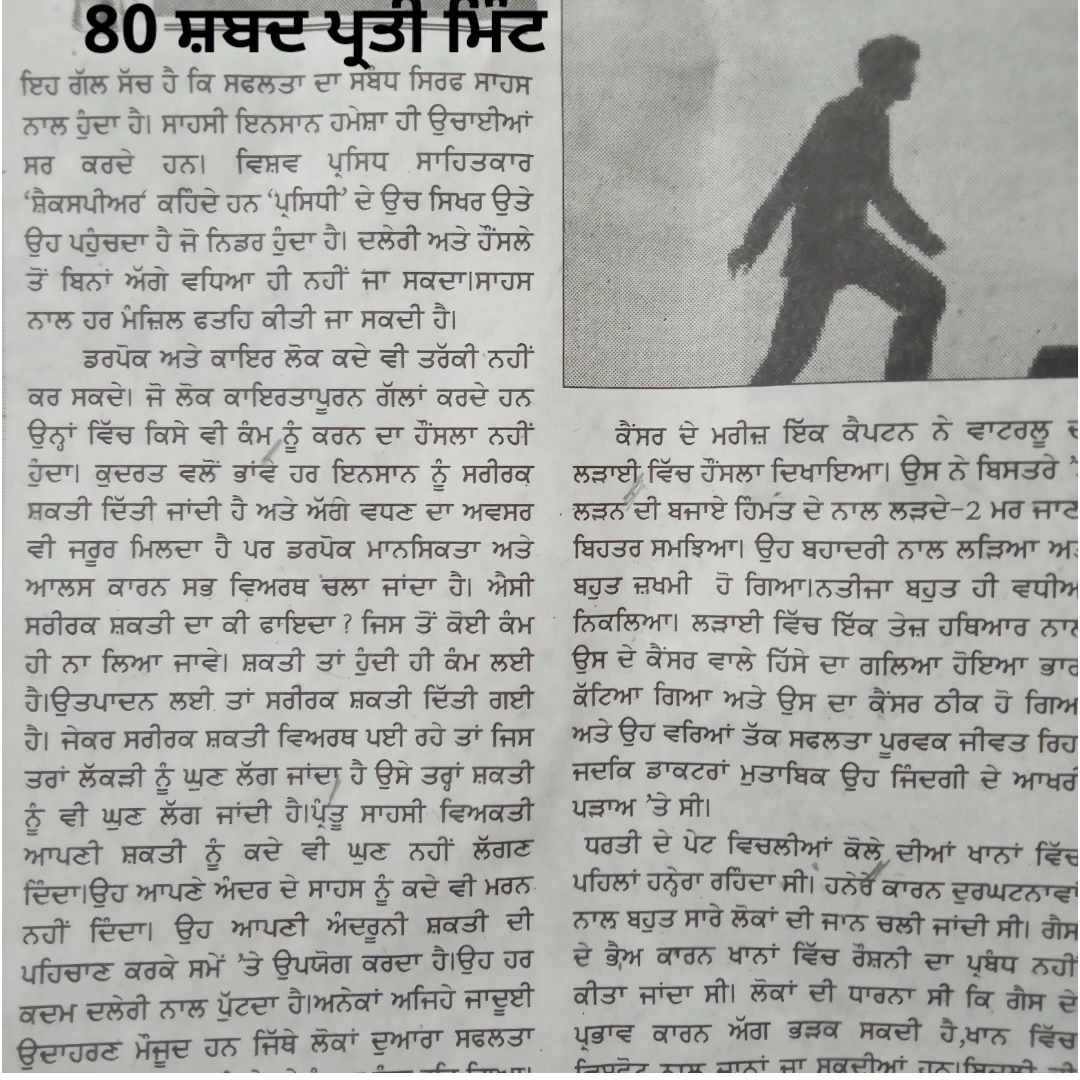 80 ਸ਼ਬਦ ਪ੍ਰਤੀ ਮਿੰਟ
ਇਹ ਗੱਲ ਸੱਚ ਹੈ ਕਿ ਸਫਲਤਾ ਦਾ ਸਬੰਧ ਸਿਰਫ ਸਾਹਸ
ਨਾਲ ਹੁੰਦਾ ਹੈ। ਸਾਹਸੀ ਇਨਸਾਨ ਹਮੇਸ਼ਾ ਹੀ ਉਚਾਈਆਂ
ਸਰ ਕਰਦੇ ਹਨ। ਵਿਸ਼ਵ ਪ੍ਰਸਿਧ ਸਾਹਿਤਕਾਰ
‘ਸ਼ੈਕਸਪੀਅਰ‘ ਕਹਿੰਦੇ ਹਨ ‘ਪ੍ਰਸਿਧੀ’ ਦੇ ਉਚ ਸਿਖਰ ਉਤੇ
ਉਹ ਪਹੁੰਚਦਾ ਹੈ ਜੋ ਨਿਡਰ ਹੁੰਦਾ ਹੈ। ਦਲੇਰੀ ਅਤੇ ਹੌਂਸਲੇ
ਤੋਂ ਬਿਨਾਂ ਅੱਗੇ ਵਧਿਆ ਹੀ ਨਹੀਂ ਜਾ ਸਕਦਾ।ਸਾਹਸ
ਨਾਲ ਹਰ ਮੰਜ਼ਿਲ ਫਤਹਿ ਕੀਤੀ ਜਾ ਸਕਦੀ ਹੈ।
ਡਰਪੋਕ ਅਤੇ ਕਾਇਰ ਲੋਕ ਕਦੇ ਵੀ ਤਰੱਕੀ ਨਹੀਂ
ਕਰ ਸਕਦੇ। ਜੋ ਲੋਕ ਕਾਇਰਤਾਪੂਰਨ ਗੱਲਾਂ ਕਰਦੇ ਹਨ
ਉਨ੍ਹਾਂ ਵਿੱਚ ਕਿਸੇ ਵੀ ਕੰਮ ਨੂੰ ਕਰਨ ਦਾ ਹੌਂਸਲਾ ਨਹੀਂ
ਹੁੰਦਾ। ਕੁਦਰਤ ਵਲੋਂ ਭਾਂਵੇ ਹਰ ਇਨਸਾਨ ਨੂੰ ਸਰੀਰਕ
ਸ਼ਕਤੀ ਦਿੱਤੀ ਜਾਂਦੀ ਹੈ ਅਤੇ ਅੱਗੇ ਵਧਣ ਦਾ ਅਵਸਰ
ਵੀ ਜਰੂਰ ਮਿਲਦਾ ਹੈ ਪਰ ਡਰਪੋਕ ਮਾਨਸਿਕਤਾ ਅਤੇ
ਆਲਸ ਕਾਰਨ ਸਭ ਵਿਅਰਥ ਚਲਾ ਜਾਂਦਾ ਹੈ। ਐਸੀ
ਸਰੀਰਕ ਸ਼ਕਤੀ ਦਾ ਕੀ ਫਾਇਦਾ ? ਜਿਸ ਤੋਂ ਕੋਈ ਕੰਮ
ਹੀ ਨਾ ਲਿਆ ਜਾਵੇ। ਸ਼ਕਤੀ ਤਾਂ ਹੁੰਦੀ ਹੀ ਕੰਮ ਲਈ
ਹੈ।ਉਤਪਾਦਨ ਲਈ ਤਾਂ ਸਰੀਰਕ ਸ਼ਕਤੀ ਦਿੱਤੀ ਗਈ
ਹੈ। ਜੇਕਰ ਸਰੀਰਕ ਸ਼ਕਤੀ ਵਿਅਰਥ ਪਈ ਰਹੇ ਤਾਂ ਜਿਸ
ਤਰਾਂ ਲੱਕੜੀ ਨੂੰ ਘੁਣ ਲੱਗ ਜਾਂਦਾ ਹੈ ਉਸੇ ਤਰ੍ਹਾਂ ਸ਼ਕਤੀ
ਨੂੰ ਵੀ ਘੁਣ ਲੱਗ ਜਾਂਦੀ ਹੈ।ਪ੍ਰੰਤੂ ਸਾਹਸੀ ਵਿਅਕਤੀ
ਆਪਣੀ ਸ਼ਕਤੀ ਨੂੰ ਕਦੇ ਵੀ ਘੁਣ ਨਹੀਂ ਲੱਗਣ
ਦਿੰਦਾ।ਉਹ ਆਪਣੇ ਅੰਦਰ ਦੇ ਸਾਹਸ ਨੂੰ ਕਦੇ ਵੀ ਮਰਨ
ਨਹੀਂ ਦਿੰਦਾ। ਉਹ ਆਪਣੀ ਅੰਦਰੂਨੀ ਸ਼ਕਤੀ ਦੀ
ਪਹਿਚਾਣ ਕਰਕੇ ਸਮੇਂ ’ਤੇ ਉਪਯੋਗ ਕਰਦਾ ਹੈ।ਉਹ ਹਰ
ਕਦਮ ਦਲੇਰੀ ਨਾਲ ਪੁੱਟਦਾ ਹੈ।ਅਨੇਕਾਂ ਅਜਿਹੇ ਜਾਦੂਈ
ਉਦਾਹਰਣ ਮੌਜੂਦ ਹਨ ਜਿੱਥੇ ਲੋਕਾਂ ਦੁਆਰਾ ਸਫਲਤਾ
ਕੈਂਸਰ ਦੇ ਮਰੀਜ਼ ਇੱਕ ਕੈਪਟਨ ਨੇ ਵਾਟਰਲੂ
ਲੜਾਈ ਵਿੱਚ ਹੌਂਸਲਾ ਦਿਖਾਇਆ। ਉਸ ਨੇ ਬਿਸਤਰੇ
ਲੜਨ ਦੀ ਬਜਾਏ ਹਿੰਮਤ ਦੇ ਨਾਲ ਲੜਦੇ-2 ਮਰ ਜਾਣ
ਬਿਹਤਰ ਸਮਝਿਆ। ਉਹ ਬਹਾਦਰੀ ਨਾਲ ਲੜਿਆ
ਬਹੁਤ ਜ਼ਖਮੀ ਹੋ ਗਿਆ।ਨਤੀਜਾ ਬਹੁਤ ਹੀ ਵਧੀਆ
ਨਿਕਲਿਆ। ਲੜਾਈ ਵਿੱਚ ਇੱਕ ਤੇਜ਼ ਹਥਿਆਰ ਨਾਲ
ਉਸ ਦੇ ਕੈਂਸਰ ਵਾਲੇ ਹਿੱਸੇ ਦਾ ਗਲਿਆ ਹੋਇਆ
ਕੱਟਿਆ ਗਿਆ ਅਤੇ ਉਸ ਦਾ ਕੈਂਸਰ ਠੀਕ ਹੋ ਗਿਆ
ਅਤੇ ਉਹ ਵਰਿਆਂ ਤੱਕ ਸਫਲਤਾ ਪੂਰਵਕ ਜੀਵਤ ਰਿਹ
ਜਦਕਿ ਡਾਕਟਰਾਂ ਮੁਤਾਬਿਕ ਉਹ ਜਿੰਦਗੀ ਦੇ ਆਖਰੀ
ਪੜਾਅ ’ਤੇ ਸੀ।
ਧਰਤੀ ਦੇ ਪੇਟ ਵਿਚਲੀਆਂ ਕੋਲੇ ਦੀਆਂ ਖਾਨਾਂ ਵਿੱਚ
ਪਹਿਲਾਂ ਹਨ੍ਹੇਰਾ ਰਹਿੰਦਾ ਸੀ। ਹਨੇਰੇ ਕਾਰਨ ਦੁਰਘਟਨਾਵਾਂ
ਨਾਲ ਬਹੁਤ ਸਾਰੇ ਲੋਕਾਂ ਦੀ ਜਾਨ ਚਲੀ ਜਾਂਦੀ ਸੀ। ਗੈਸ
ਦੇ ਭੈਅ ਕਾਰਨ ਖਾਨਾਂ ਵਿੱਚ ਰੌਸ਼ਨੀ ਦਾ ਪ੍ਰਬੰਧ ਨਹੀਂ
ਕੀਤਾ ਜਾਂਦਾ ਸੀ। ਲੋਕਾਂ ਦੀ ਧਾਰਨਾ ਸੀ ਕਿ ਗੈਸ ਦੇ
ਪ੍ਰਭਾਵ ਕਾਰਨ ਅੱਗ ਭੜਕ ਸਕਦੀ ਹੈ,ਖਾਨ ਵਿੱਚ